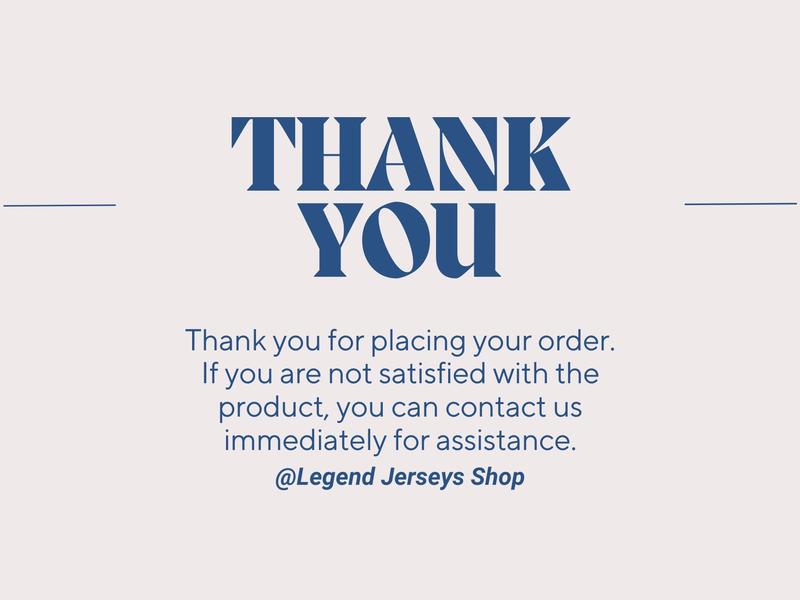 THANK
YOU
Thank you for placing your order.
If you are not satisfied with the
product, you can contact us
immediately for assistance.
@Legend Jerseys Shop